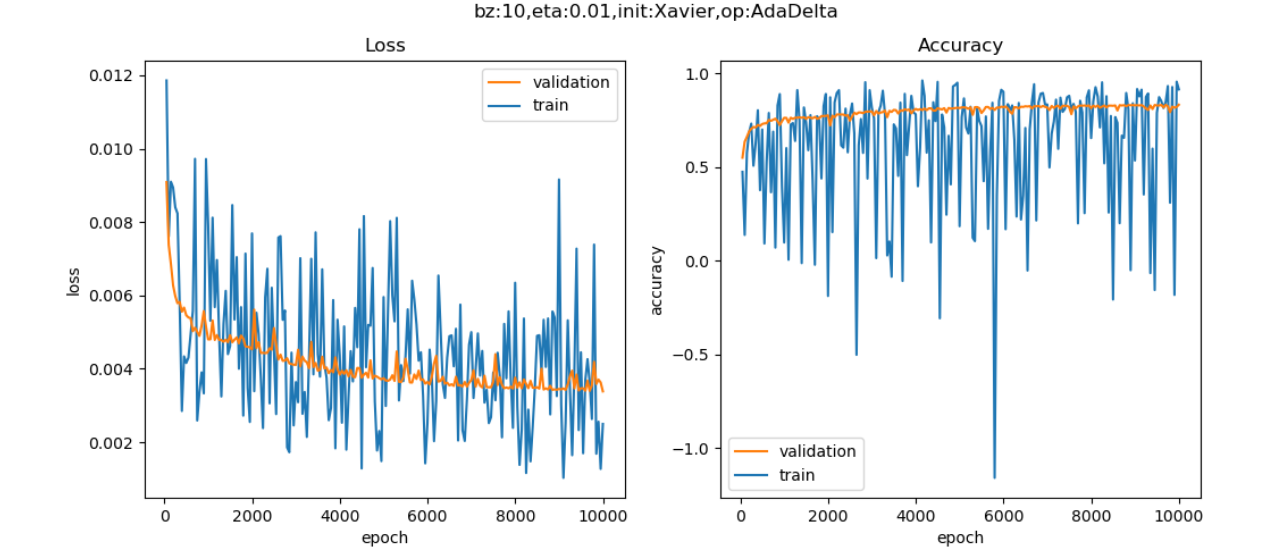 bz:10,eta:0.01,init:Xavier,op:AdaDelta
Loss
validation
train
0.012
0.010
0.008
0.006
0.004
0.002
loss
0 2000 4000 6000 8000 10000
epoch
Accuracy
1.0
0.5
0.0
−0.5
−1.0
accuracy
validation
train
0 2000 4000 6000 8000 10000
epoch